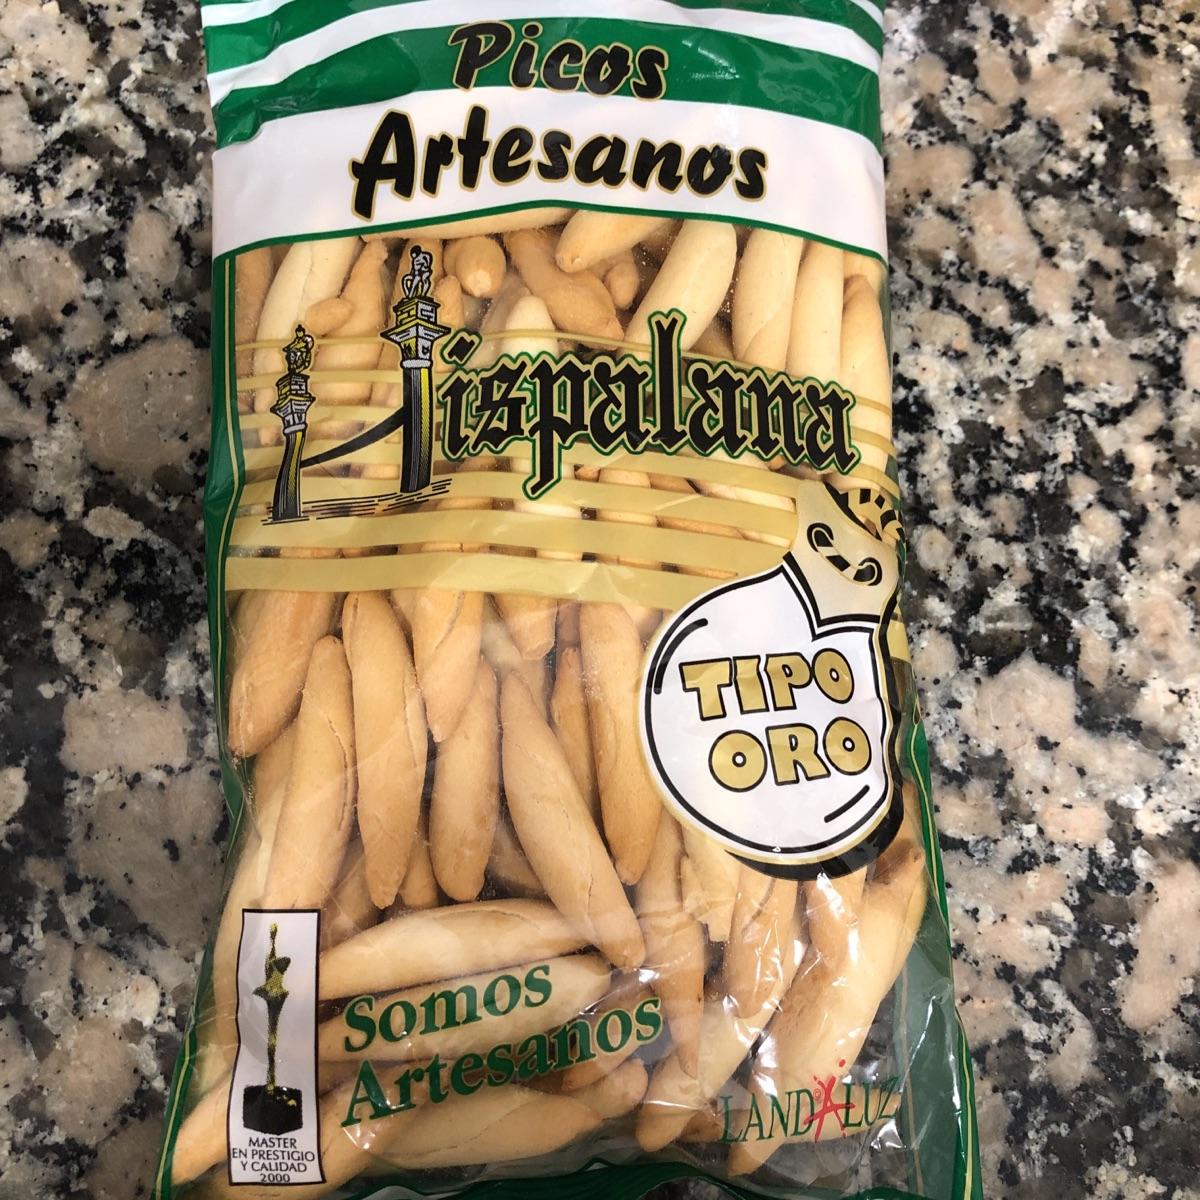 Picos
Artesanos
Hispalana
TIPO
ORO
Somos
Artesanos
LANDALUZ
MASTER
EN PRESTIGIO
Y CALIDAD
2000